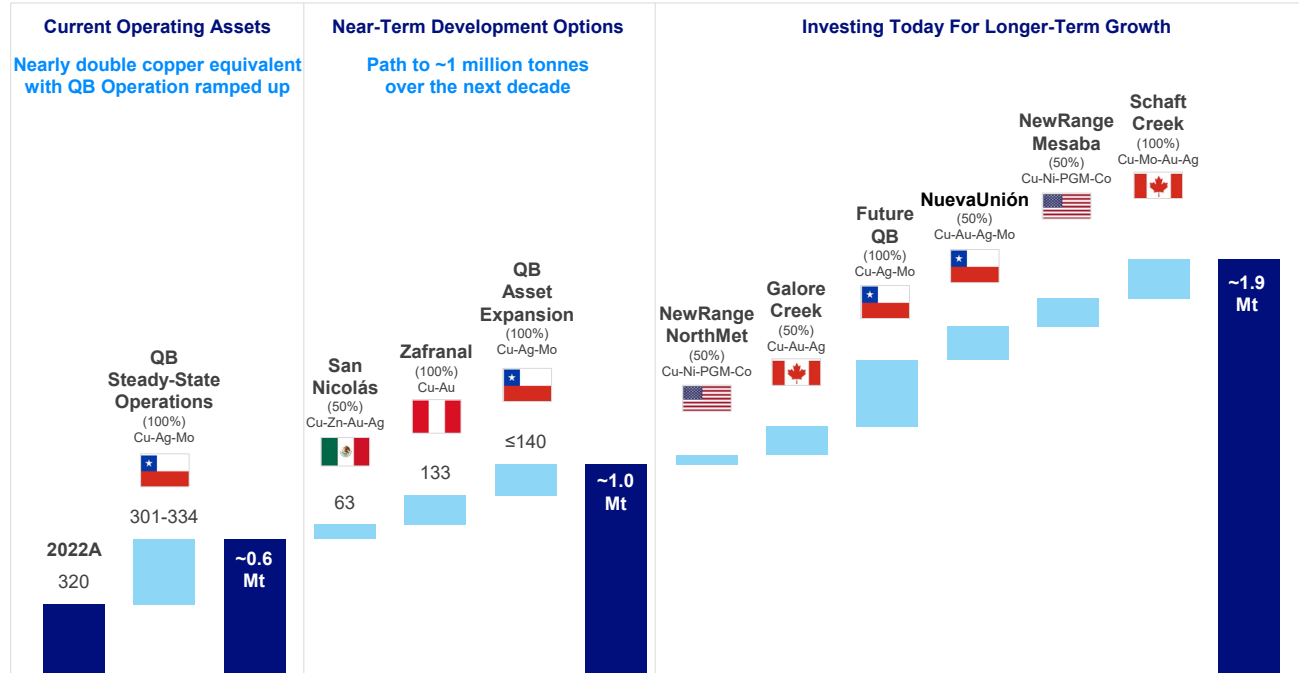 Current Operating Assets
Nearly double copper equivalent
with QB Operation ramped up
2022A
320
QB
Steady-State
Operations
(100%)
Cu-Ag-Mo
301-334
~0.6
Mt
Near-Term Development Options
Path to ~1 million tonnes
over the next decade
San
Nicolás
(50%)
Cu-Zn-Au-Ag
63
Zafranal
(100%)
Cu-Au
133
QB
Asset
Expansion
(100%)
Cu-Ag-Mo
≤140
~1.0
Mt
Investing Today For Longer-Term Growth
NewRange
NorthMet
(50%)
Cu-Ni-PGM-Co
Galore
Creek
(50%)
Cu-Au-Ag
Future
QB
(100%)
Cu-Ag-Mo
NuevaUnión
(50%)
Cu-Au-Ag-Mo
NewRange
Mesaba
(50%)
Cu-Ni-PGM-Co
Schaft
Creek
(100%)
Cu-Mo-Au-Ag
~1.9
Mt